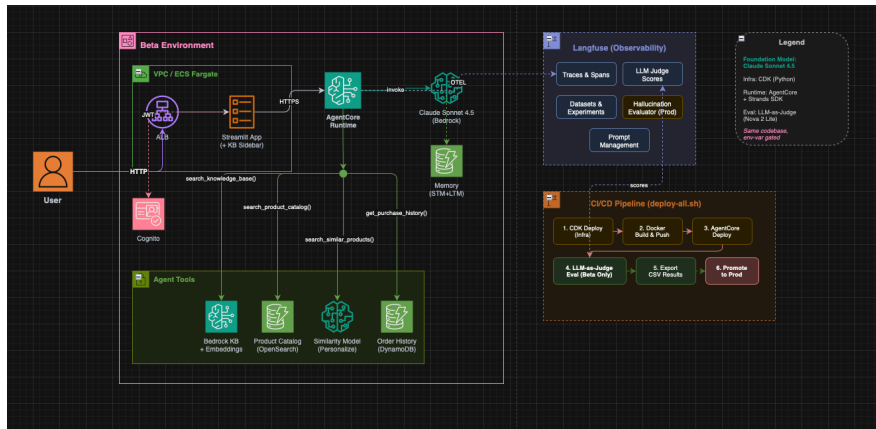 Beta Environment
VPC / ECS Fargate
JWT
ALB
Streamlit App
(+ KB Sidebar)
HTTPS
AgentCore
Runtime
invoke
OTEL
Claude Sonnet 4.5
(Bedrock)
Memory
(STM+LTM)
User
HTTP
Cognito
search_knowledge_base()
search_product_catalog()
get_purchase_history()
search_similar_products()
Agent Tools
Bedrock KB
+ Embeddings
Product Catalog
(OpenSearch)
Similarity Model
(Personalize)
Order History
(DynamoDB)
Langfuse (Observability)
Traces & Spans
LLM Judge
Scores
Datasets &
Experiments
Hallucination
Evaluator (Prod)
Prompt
Management
scores
CI/CD Pipeline (deploy-all.sh)
1. CDK Deploy
(Infra)
2. Docker
Build & Push
3. AgentCore
Deploy
4. LLM-as-Judge
Eval (Beta Only)
5. Export
CSV Results
6. Promote
to Prod
Legend
Foundation Model:
Claude Sonnet 4.5
Infra: CDK (Python)
Runtime: AgentCore
+ Strands SDK
Eval: LLM-as-Judge
(Nova 2 Lite)
Same codebase,
env-var gated